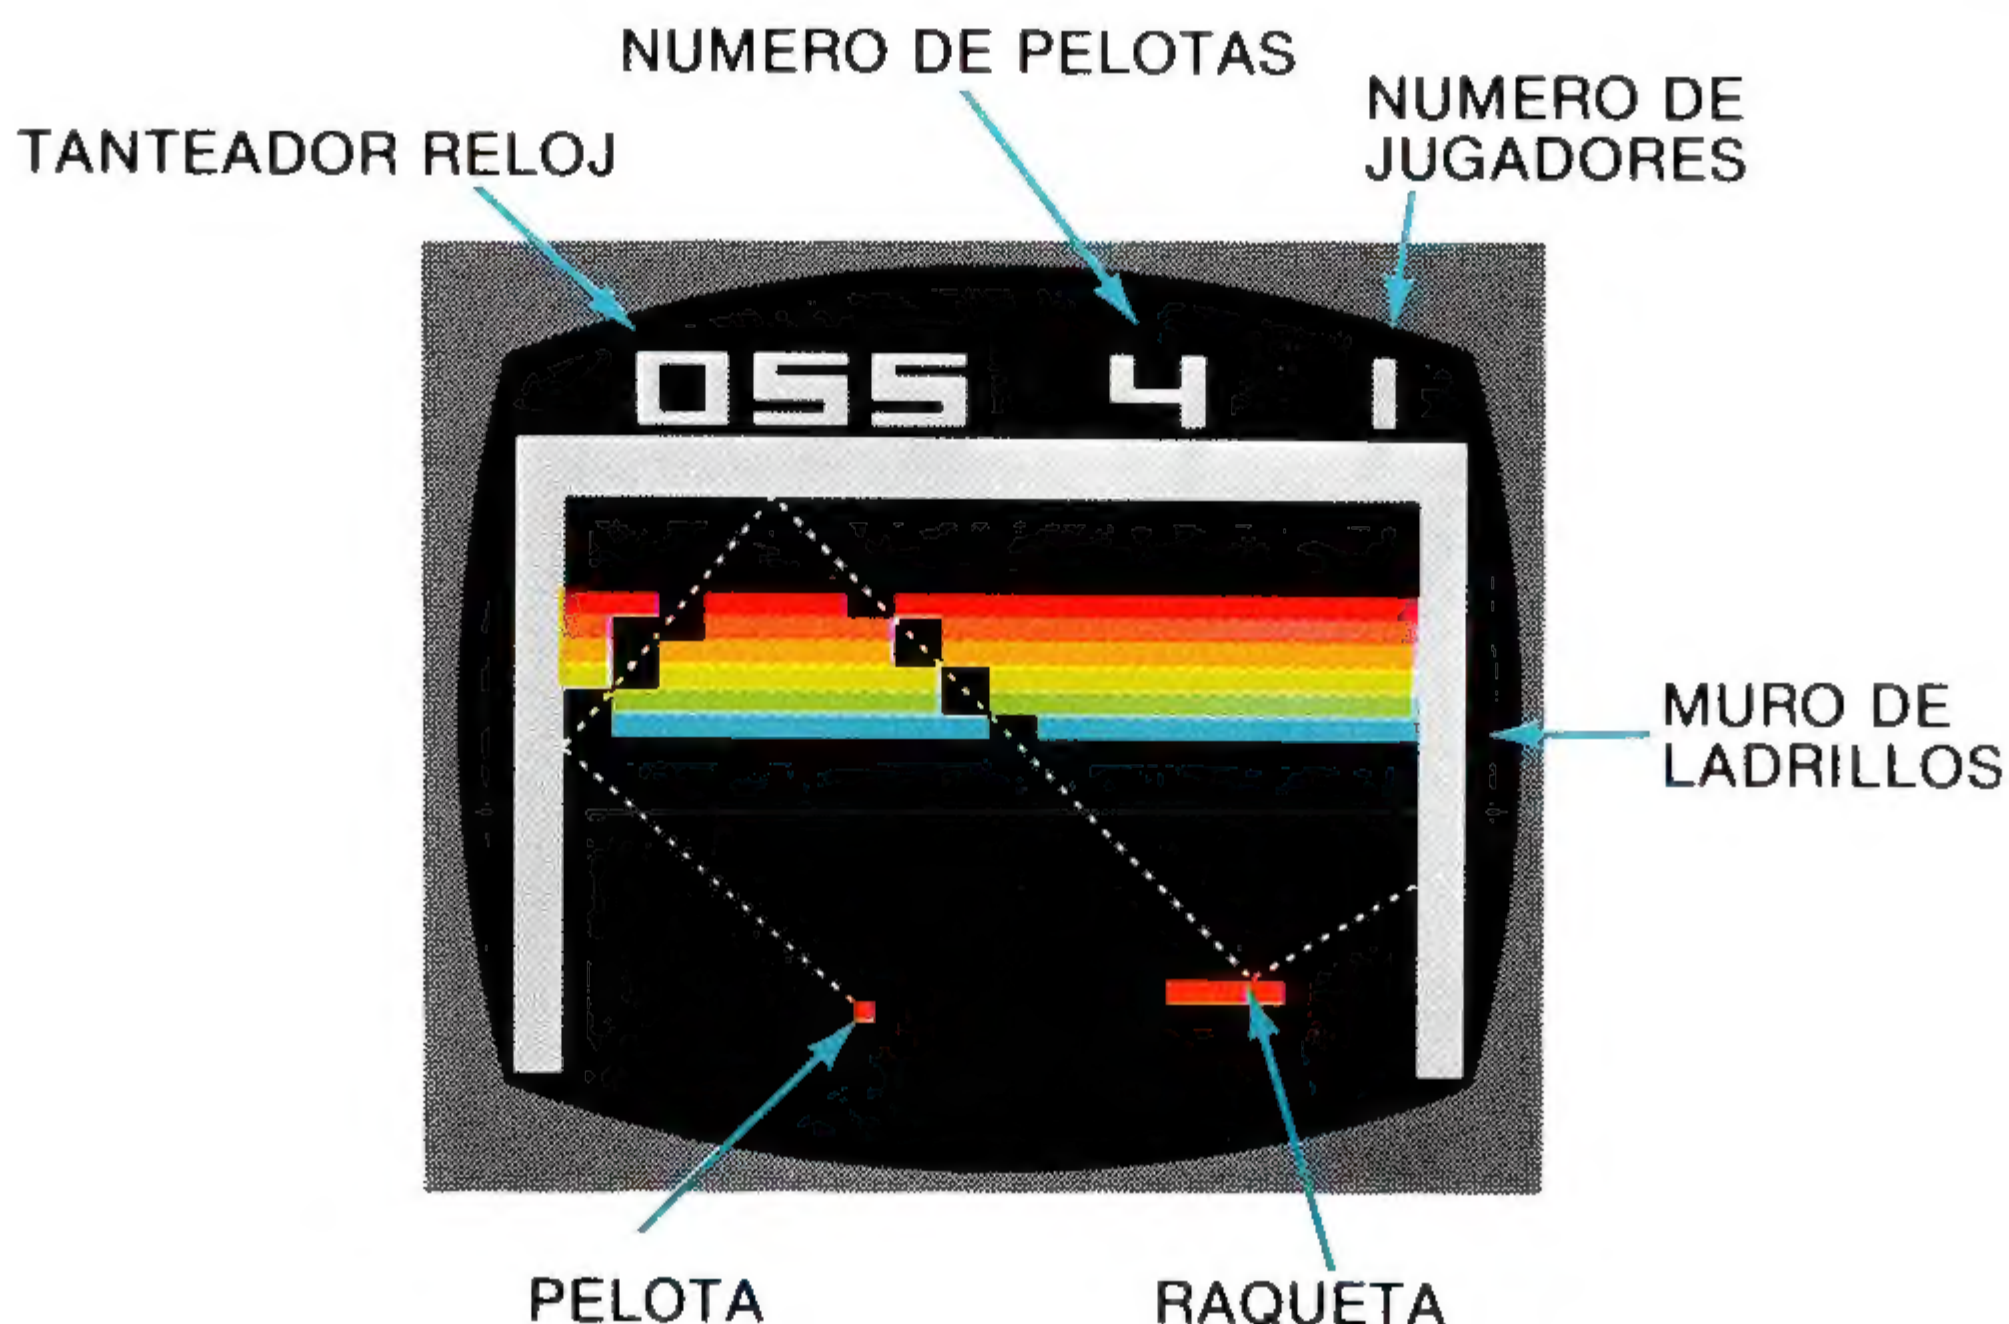 NUMERO DE PELOTAS
NUMERO DE
JUGADORES
TANTEADOR RELOJ
055 4 1
MURO DE
LADRILLOS
PELOTA
RAQUETA